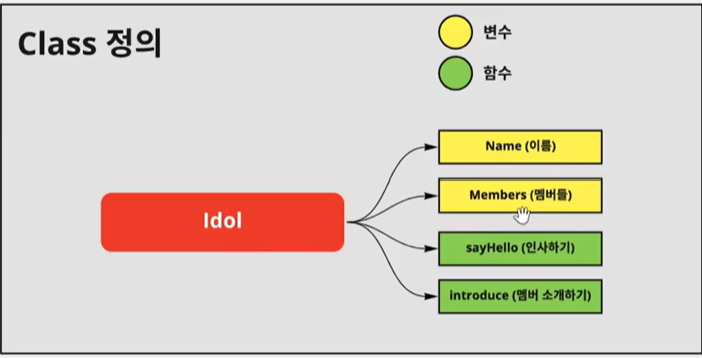 Class 정의
변수
함수
Name (이름)
Members (멤버들)
Idol
sayHello (인사하기)
introduce (멤버 소개하기)